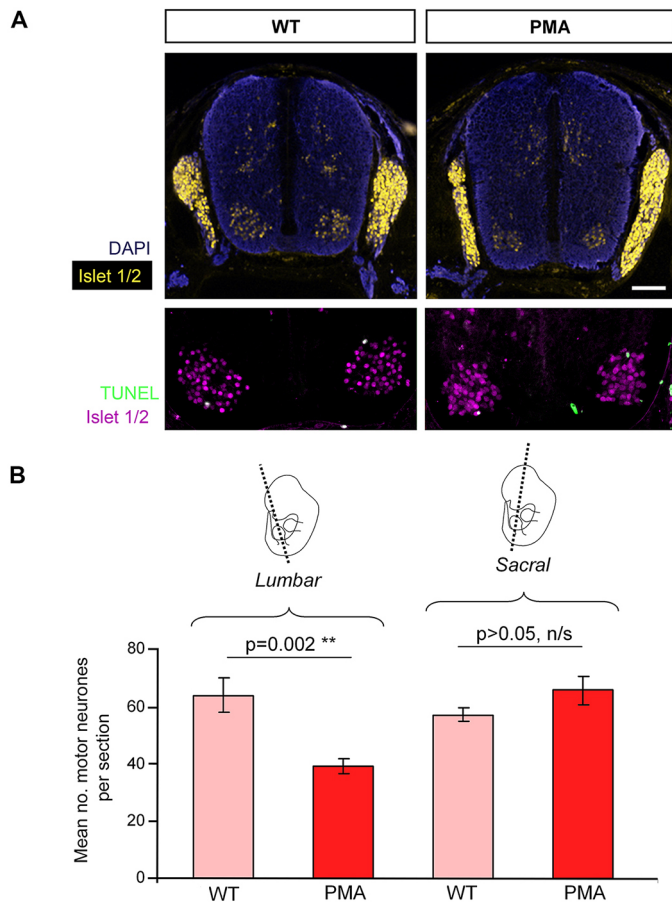 A
WT
PMA
DAPI
Islet 1/2
TUNEL
Islet 1/2
B
Lumbar
Sacral
p=0.002 **
p>0.05, n/s
Mean no. motor neurones
per section
80
60
40
20
0
WT
PMA
WT
PMA